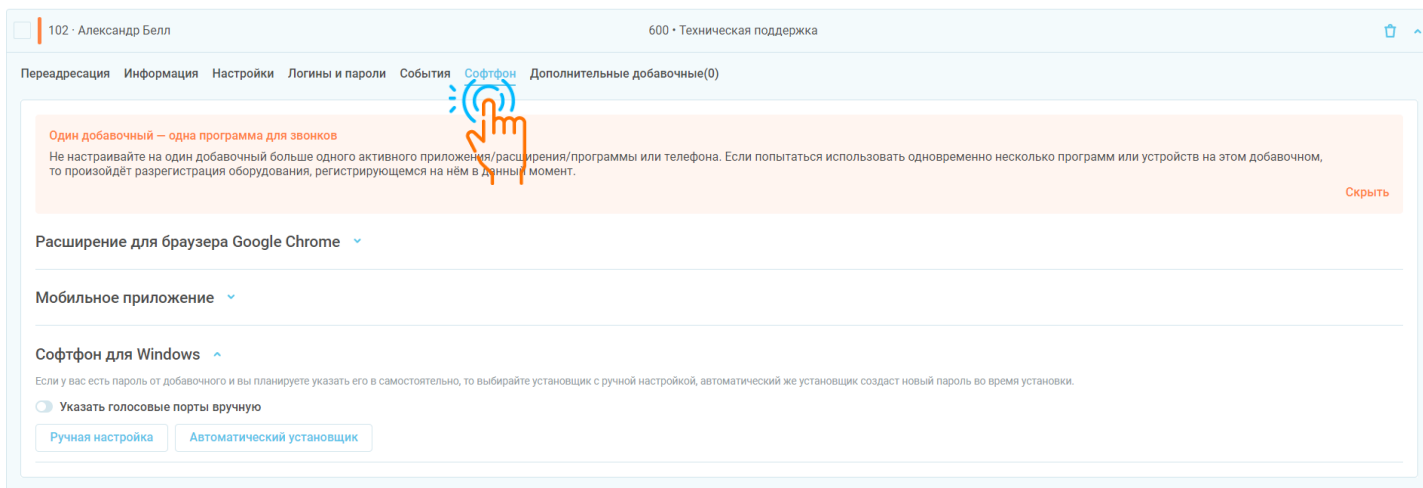 102 · Александр Белл
600 • Техническая поддержка
Переадресация Информация Настройки Логины и пароли События Софтфон Дополнительные добавочные(0)
Один добавочный — одна программа для звонков
Не настраивайте на один добавочный больше одного активного приложения/расширения/программы или телефона. Если попытаться использовать одновременно несколько программ или устройств на этом добавочном,
то произойдёт разрегистрация оборудования, регистрирующемся на нём в данный момент.
Скрыть
Расширение для браузера Google Chrome
Мобильное приложение
Софтфон для Windows
Если у вас есть пароль от добавочного и вы планируете указать его в самостоятельно, то выбирайте установщик с ручной настройкой, автоматический же установщик создаст новый пароль во время установки.
Указать голосовые порты вручную
Ручная настройка Автоматический установщик